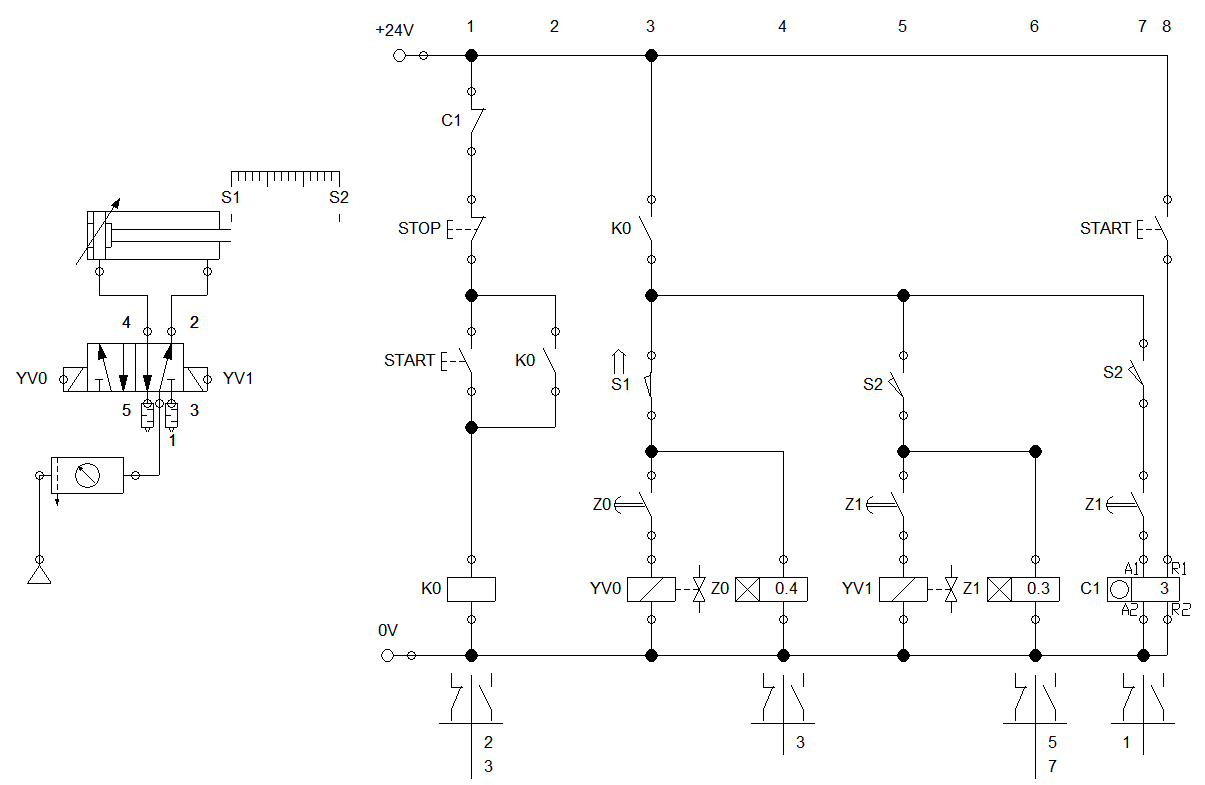 1 2 3 4 5 6 7 8
+24V
C1
S1 S2
STOP K0 START
4 2
START K0 S1 S2 S2
YV0 YV1
5 3
1
Z0 Z1 Z1
A1 R1
K0 YV0 Z0 0.4 YV1 Z1 0.3 C1 3
A2 R2
0V
2 3 5 1
3 7